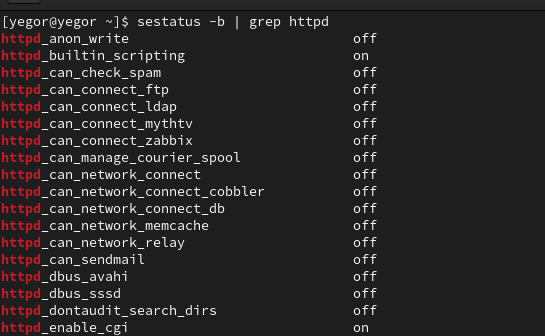 [yegor@yegor ~]$ sestatus -b | grep httpd
httpd_anon_write                            off
httpd_builtin_scripting                     on
httpd_can_check_spam                        off
httpd_can_connect_ftp                       off
httpd_can_connect_ldap                      off
httpd_can_connect_mythtv                    off
httpd_can_connect_zabbix                    off
httpd_can_manage_courier_spool              off
httpd_can_network_connect                   off
httpd_can_network_connect_cobbler           off
httpd_can_network_connect_db                off
httpd_can_network_memcache                  off
httpd_can_network_relay                     off
httpd_can_sendmail                          off
httpd_dbus_avahi                            off
httpd_dbus_sssd                             off
httpd_dontaudit_search_dirs                 off
httpd_enable_cgi                            on